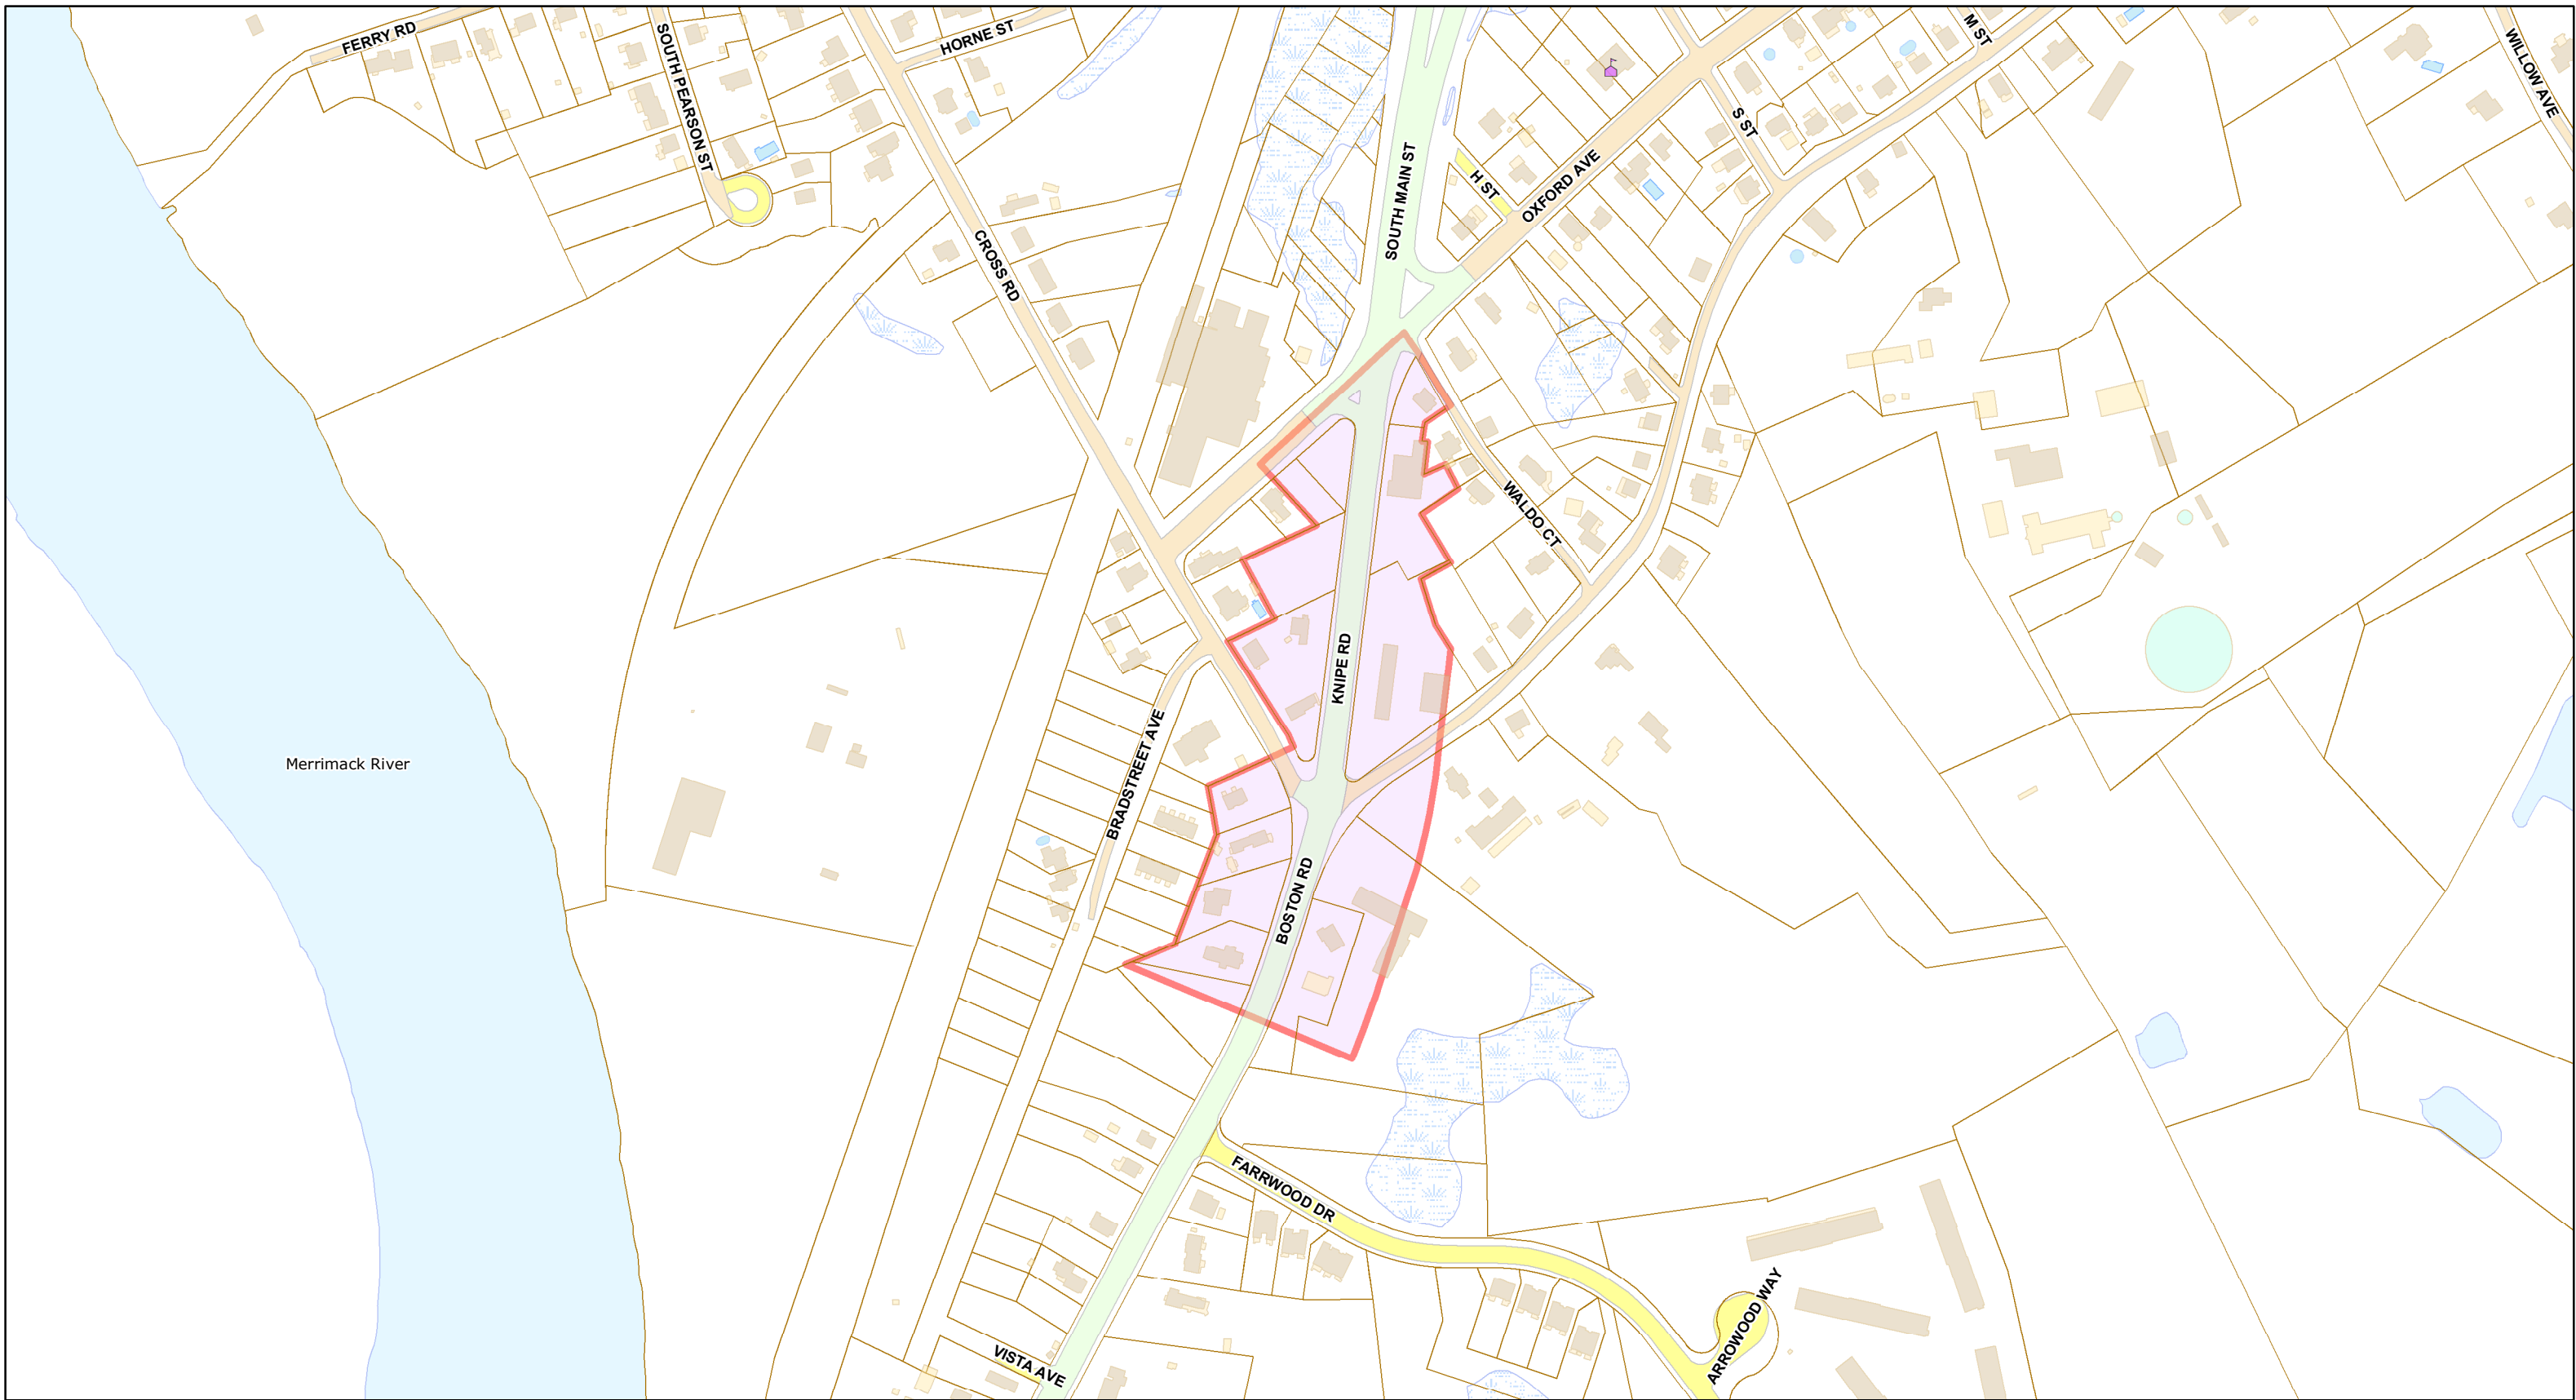 FERRY RD
SOUTH PEARSON ST
HORNE ST
M ST
WILLOW AVE
S ST
SOUTH MAIN ST
H ST
OXFORD AVE
CROSS RD
WALDO CT
KNIPE RD
BRADSTREET AVE
Merrimack River
BOSTON RD
FARRWOOD DR
ARROWOOD WAY
VISTA AVE